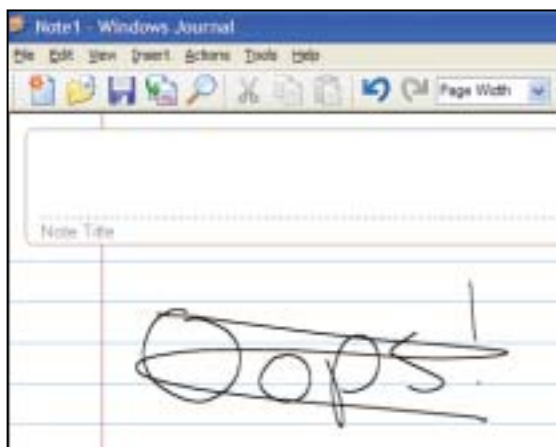 Note1 - Windows Journal
File Edit View Insert Actions Tools Help
Page Width
Note Title
Oops!